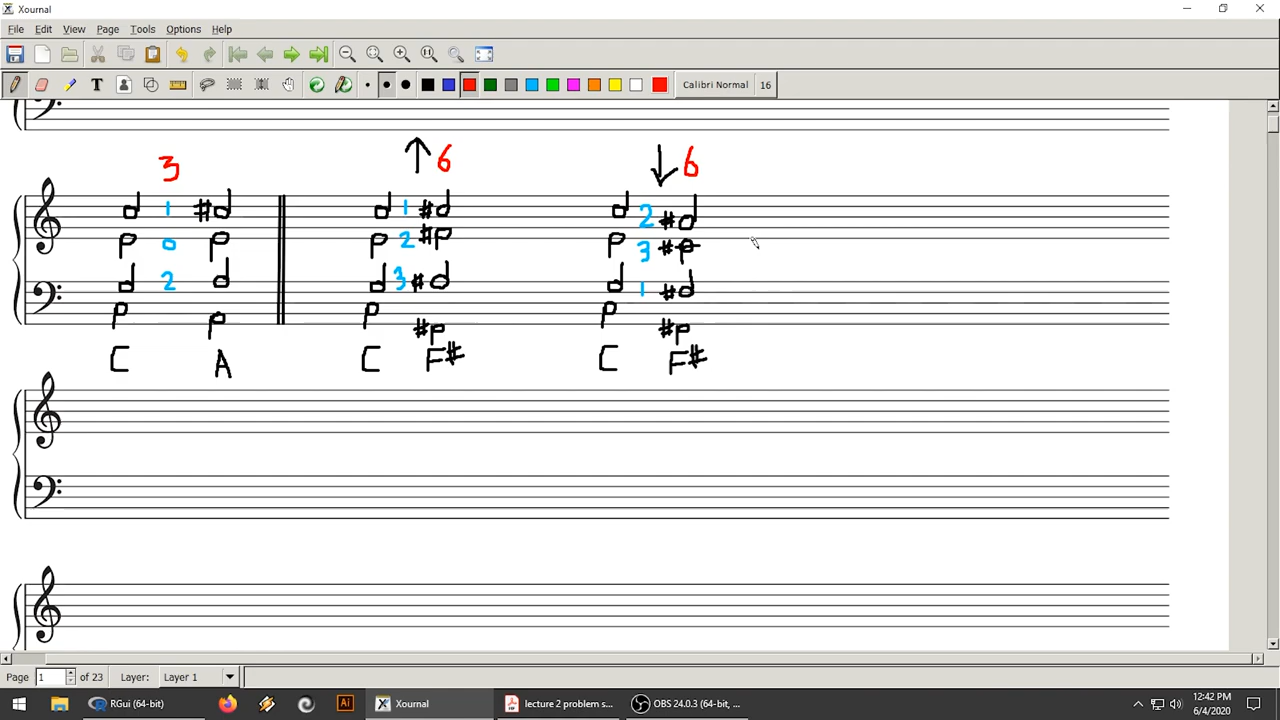 Xournal
File Edit View Page Tools Options Help
T Calibri Normal 16
3 ↑ 6 ↓ 6
1 # 1 # 2 #
0 2 # 3 #
2 3 # 1 #
# #
C A C F# C F#
Page 1 of 23 Layer: Layer 1
RGui (64-bit) Ai Xournal lecture 2 problem s... OBS 24.0.3 (64-bit, ... 12:42 PM
6/4/2020